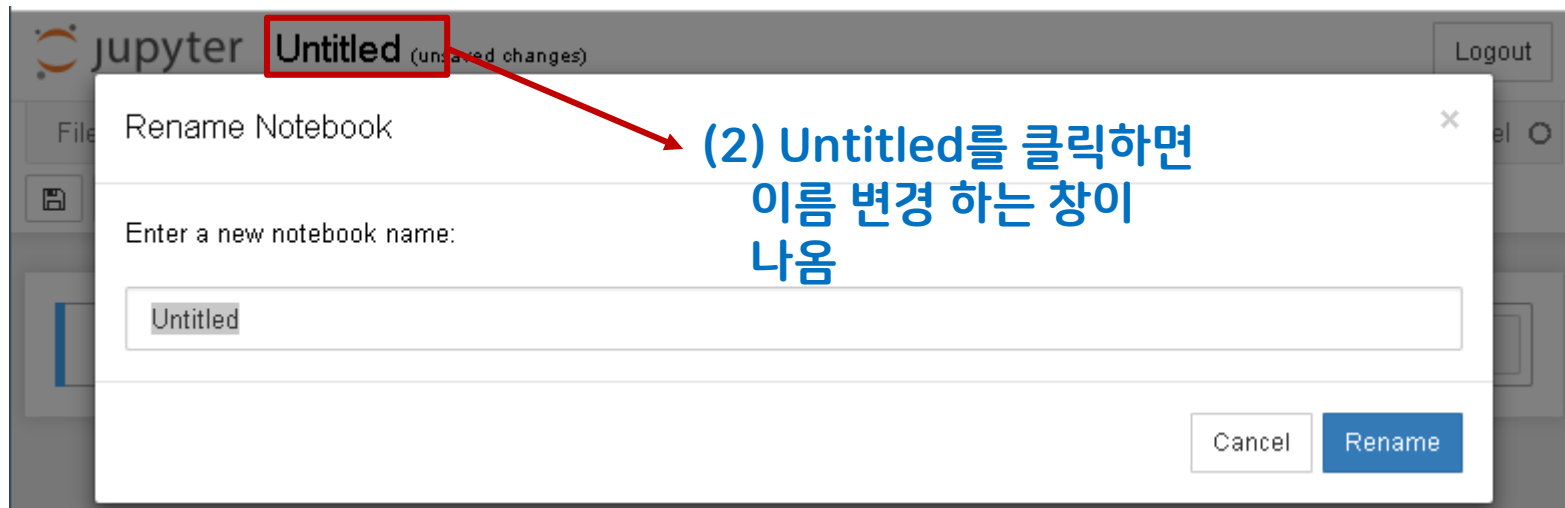 jupyter Untitled (unsaved changes) Logout
File
Rename Notebook ×
el
(2) Untitled를 클릭하면
이름 변경 하는 창이
나옴
Enter a new notebook name:
Untitled
Cancel Rename